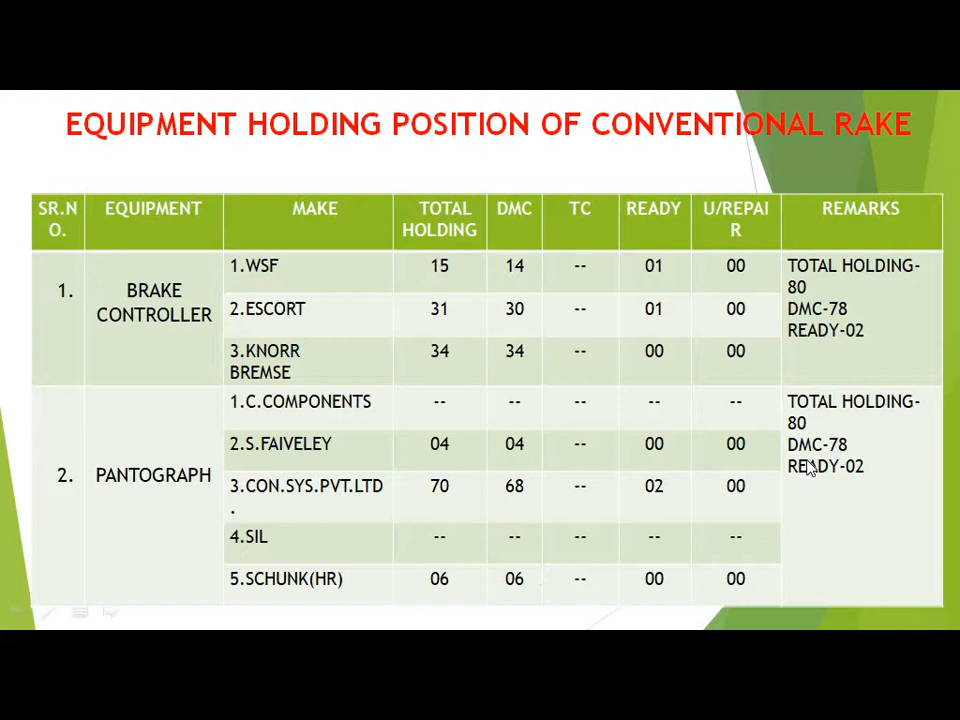 EQUIPMENT HOLDING POSITION OF CONVENTIONAL RAKE
SR.N
O.
EQUIPMENT
MAKE
TOTAL
HOLDING
DMC
TC
READY
U/REPAI
R
REMARKS
1.
BRAKE
CONTROLLER
1.WSF
15
14
--
01
00
2.ESCORT
31
30
--
01
00
3.KNORR
BREMSE
34
34
--
00
00
TOTAL HOLDING-
80
DMC-78
READY-02
2.
PANTOGRAPH
1.C.COMPONENTS
--
--
--
--
--
2.S.FAIVELEY
04
04
--
00
00
3.CON.SYS.PVT.LTD
.
70
68
--
02
00
4.SIL
--
--
--
--
--
5.SCHUNK(HR)
06
06
--
00
00
TOTAL HOLDING-
80
DMC-78
READY-02